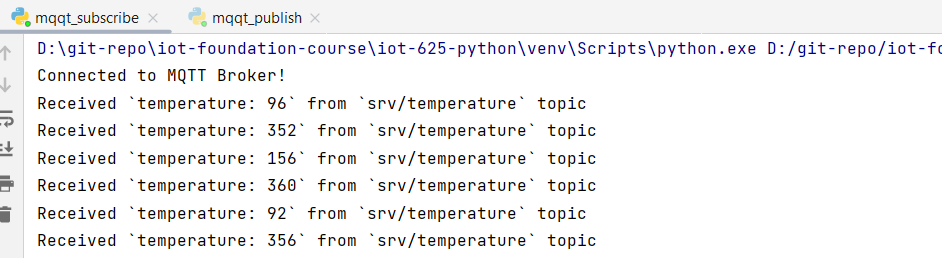 mqqt_subscribe mqqt_publish
D:\git-repo\iot-foundation-course\iot-625-python\venv\Scripts\python.exe D:/git-repo/iot-fo
Connected to MQTT Broker!
Received `temperature: 96` from `srv/temperature` topic
Received `temperature: 352` from `srv/temperature` topic
Received `temperature: 156` from `srv/temperature` topic
Received `temperature: 360` from `srv/temperature` topic
Received `temperature: 92` from `srv/temperature` topic
Received `temperature: 356` from `srv/temperature` topic